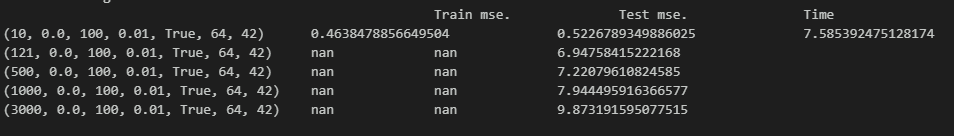 Train mse. Test mse. Time
(10, 0.0, 100, 0.01, True, 64, 42) 0.4638478856649504 0.5226789349886025 7.585392475128174
(121, 0.0, 100, 0.01, True, 64, 42) nan nan 6.94758415222168
(500, 0.0, 100, 0.01, True, 64, 42) nan nan 7.22079610824585
(1000, 0.0, 100, 0.01, True, 64, 42) nan nan 7.944495916366577
(3000, 0.0, 100, 0.01, True, 64, 42) nan nan 9.873191595077515